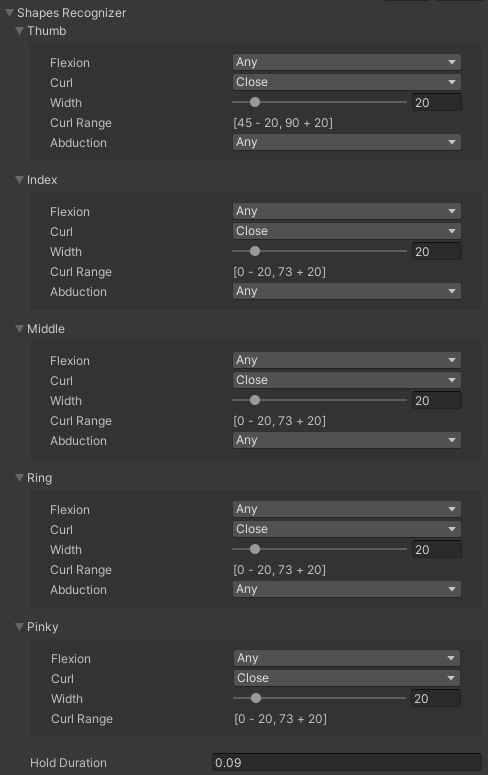 Shapes Recognizer
Thumb
Flexion Any
Curl Close
Width 20
Curl Range [45 - 20, 90 + 20]
Abduction Any
Index
Flexion Any
Curl Close
Width 20
Curl Range [0 - 20, 73 + 20]
Abduction Any
Middle
Flexion Any
Curl Close
Width 20
Curl Range [0 - 20, 73 + 20]
Abduction Any
Ring
Flexion Any
Curl Close
Width 20
Curl Range [0 - 20, 73 + 20]
Abduction Any
Pinky
Flexion Any
Curl Close
Width 20
Curl Range [0 - 20, 73 + 20]
Hold Duration 0.09